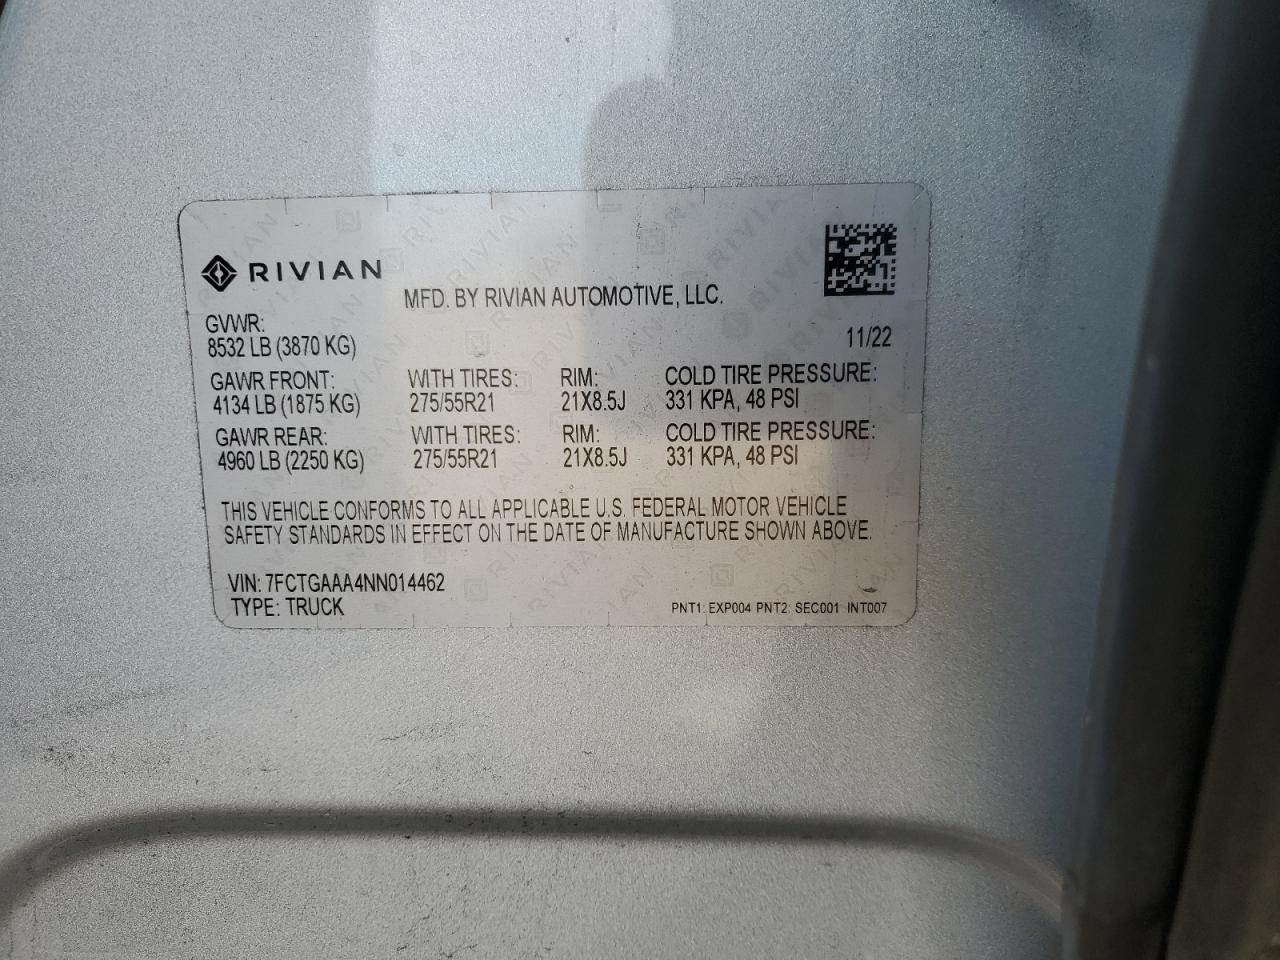 RIVIAN
MFD. BY RIVIAN AUTOMOTIVE, LLC.
GVWR:
8532 LB (3870 KG)
11/22
GAWR FRONT: WITH TIRES: RIM: COLD TIRE PRESSURE:
4134 LB (1875 KG) 275/55R21 21X8.5J 331 KPA, 48 PSI
GAWR REAR: WITH TIRES: RIM: COLD TIRE PRESSURE:
4960 LB (2250 KG) 275/55R21 21X8.5J 331 KPA, 48 PSI
THIS VEHICLE CONFORMS TO ALL APPLICABLE U.S. FEDERAL MOTOR VEHICLE
SAFETY STANDARDS IN EFFECT ON THE DATE OF MANUFACTURE SHOWN ABOVE.
VIN: 7FCTGAAA4NN014462
TYPE: TRUCK
PNT1: EXP004 PNT2: SEC001 INT007